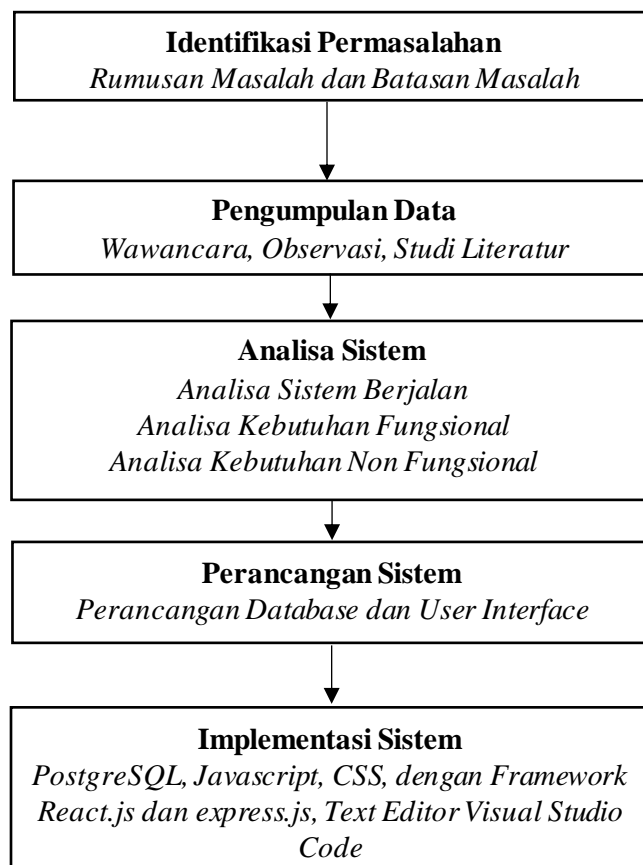 Identifikasi Permasalahan
Rumusan Masalah dan Batasan Masalah
Pengumpulan Data
Wawancara, Observasi, Studi Literatur
Analisa Sistem
Analisa Sistem Berjalan
Analisa Kebutuhan Fungsional
Analisa Kebutuhan Non Fungsional
Perancangan Sistem
Perancangan Database dan User Interface
Implementasi Sistem
PostgreSQL, Javascript, CSS, dengan Framework
React.js dan express.js, Text Editor Visual Studio
Code